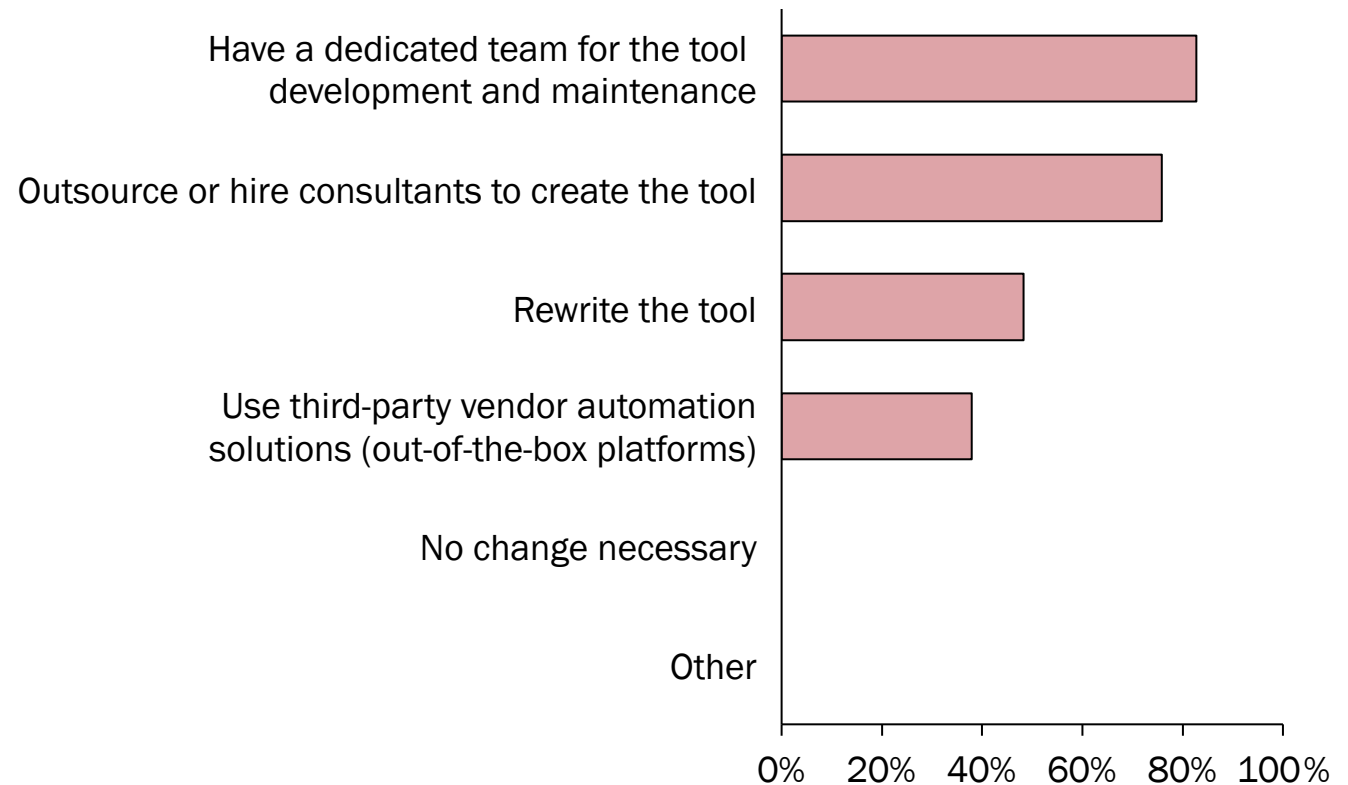 Have a dedicated team for the tool
development and maintenance
Outsource or hire consultants to create the tool
Rewrite the tool
Use third-party vendor automation
solutions (out-of-the-box platforms)
No change necessary
Other
0% 20% 40% 60% 80% 100%